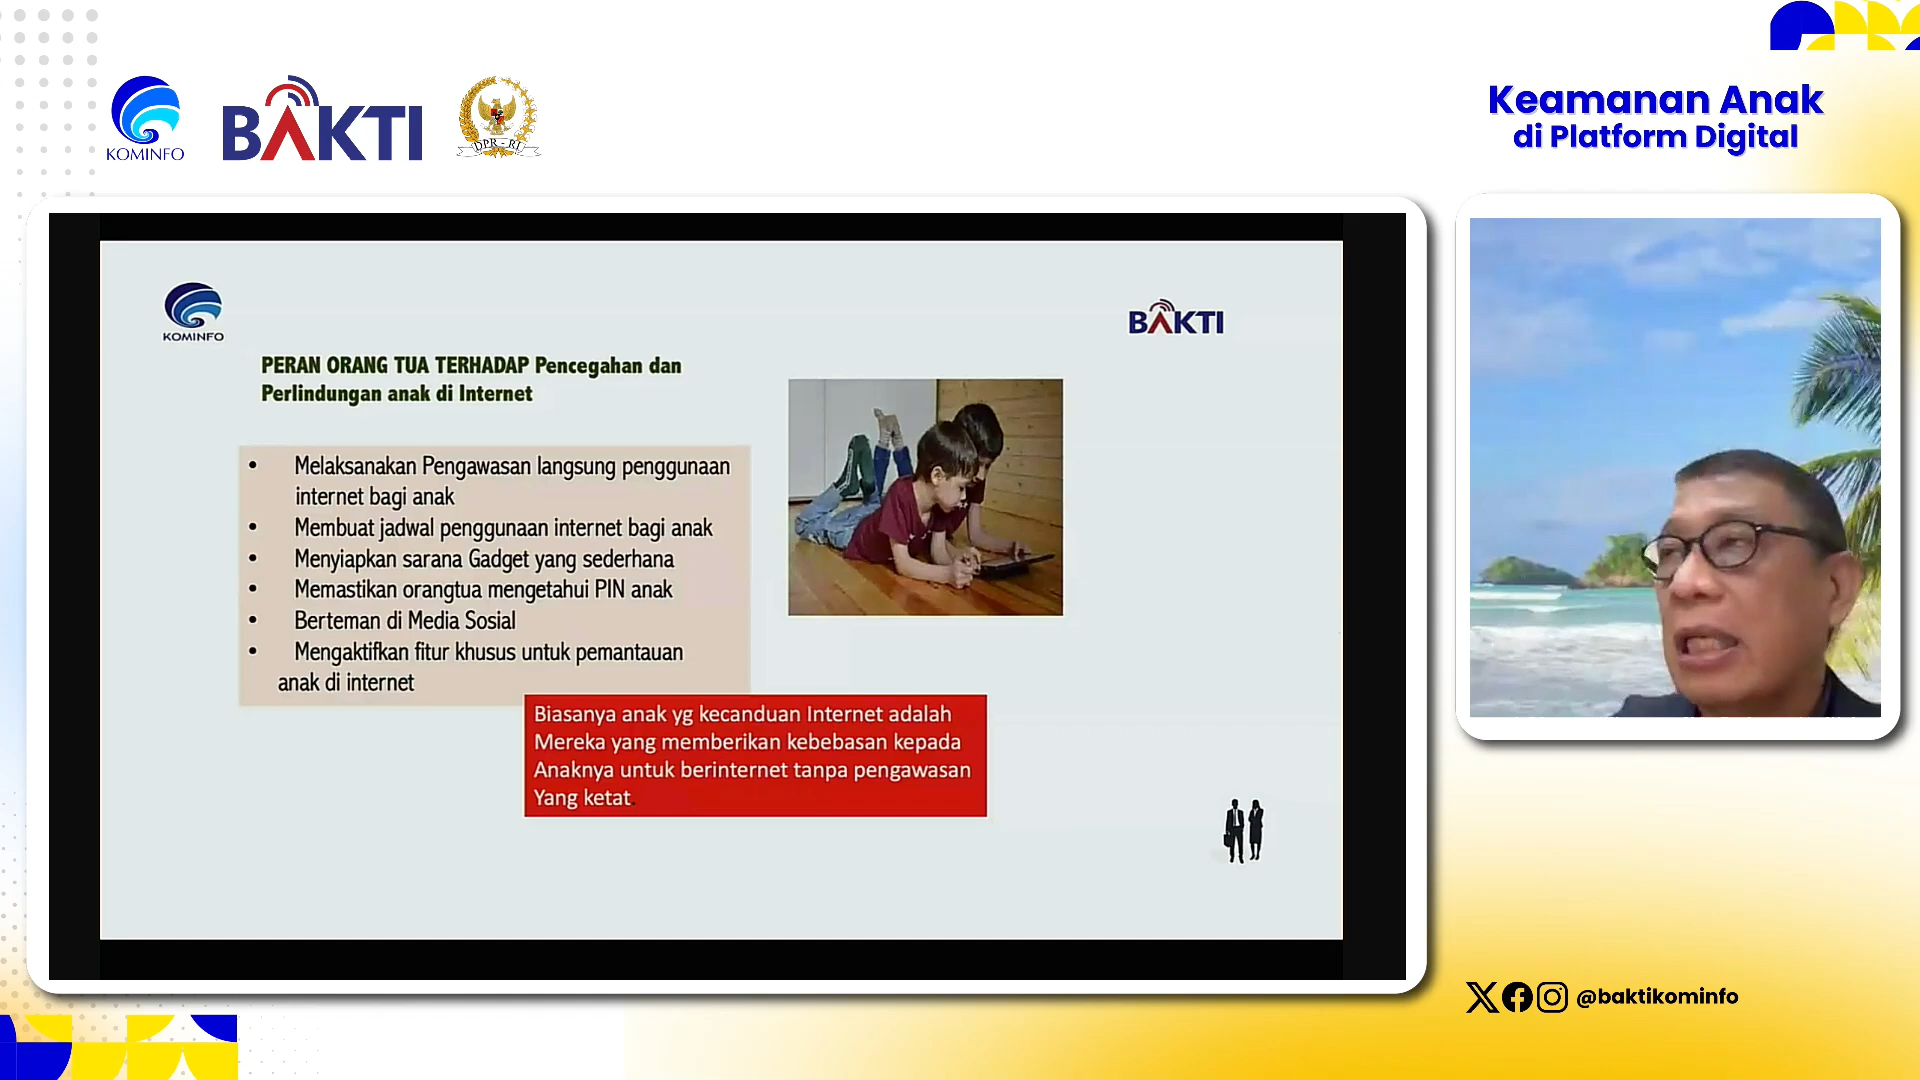 KOMINFO
BAKTI
DPR - RI
Keamanan Anak
di Platform Digital
KOMINFO
BAKTI
PERAN ORANG TUA TERHADAP Pencegahan dan
Perlindungan anak di Internet
• Melaksanakan Pengawasan langsung penggunaan
internet bagi anak
• Membuat jadwal penggunaan internet bagi anak
• Menyiapkan sarana Gadget yang sederhana
• Memastikan orangtua mengetahui PIN anak
• Berteman di Media Sosial
• Mengaktifkan fitur khusus untuk pemantauan
anak di internet
Biasanya anak yg kecanduan Internet adalah
Mereka yang memberikan kebebasan kepada
Anaknya untuk berinternet tanpa pengawasan
Yang ketat.
@baktikominfo